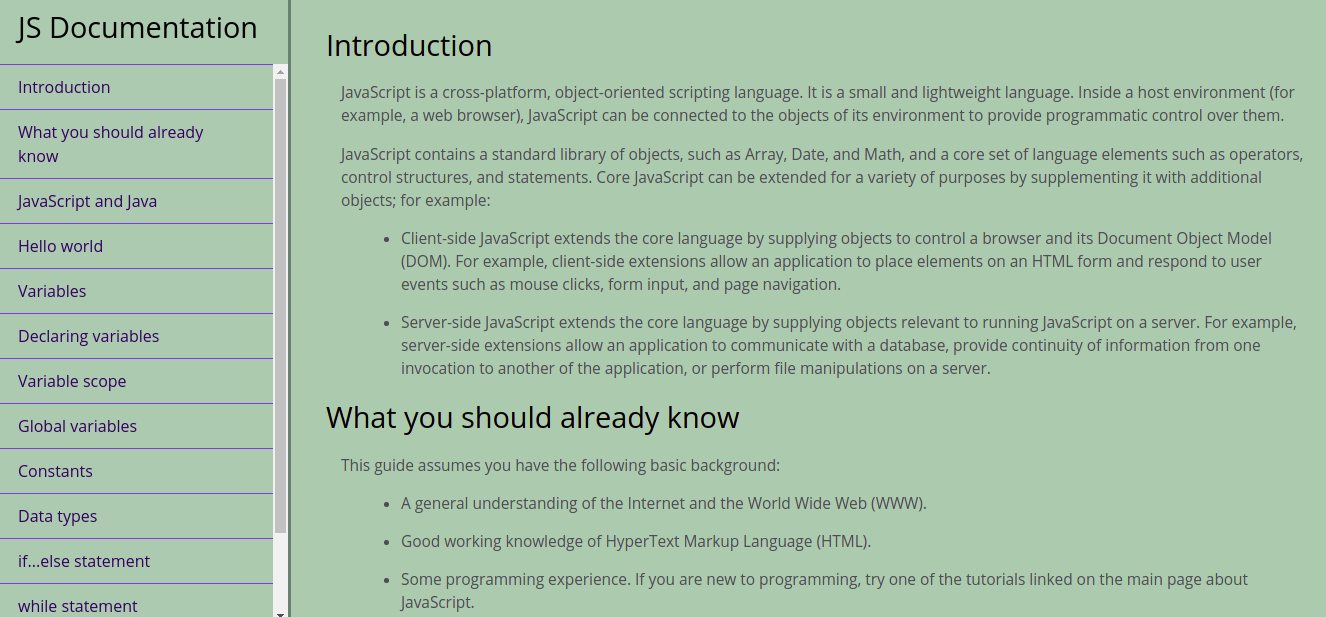 JS Documentation
Introduction
What you should already
know
JavaScript and Java
Hello world
Variables
Declaring variables
Variable scope
Global variables
Constants
Data types
if...else statement
while statement
Introduction
JavaScript is a cross-platform, object-oriented scripting language. It is a small and lightweight language. Inside a host environment (for
example, a web browser), JavaScript can be connected to the objects of its environment to provide programmatic control over them.
JavaScript contains a standard library of objects, such as Array, Date, and Math, and a core set of language elements such as operators,
control structures, and statements. Core JavaScript can be extended for a variety of purposes by supplementing it with additional
objects; for example:
• Client-side JavaScript extends the core language by supplying objects to control a browser and its Document Object Model
(DOM). For example, client-side extensions allow an application to place elements on an HTML form and respond to user
events such as mouse clicks, form input, and page navigation.
• Server-side JavaScript extends the core language by supplying objects relevant to running JavaScript on a server. For example,
server-side extensions allow an application to communicate with a database, provide continuity of information from one
invocation to another of the application, or perform file manipulations on a server.
What you should already know
This guide assumes you have the following basic background:
• A general understanding of the Internet and the World Wide Web (WWW).
• Good working knowledge of HyperText Markup Language (HTML).
• Some programming experience. If you are new to programming, try one of the tutorials linked on the main page about
JavaScript.